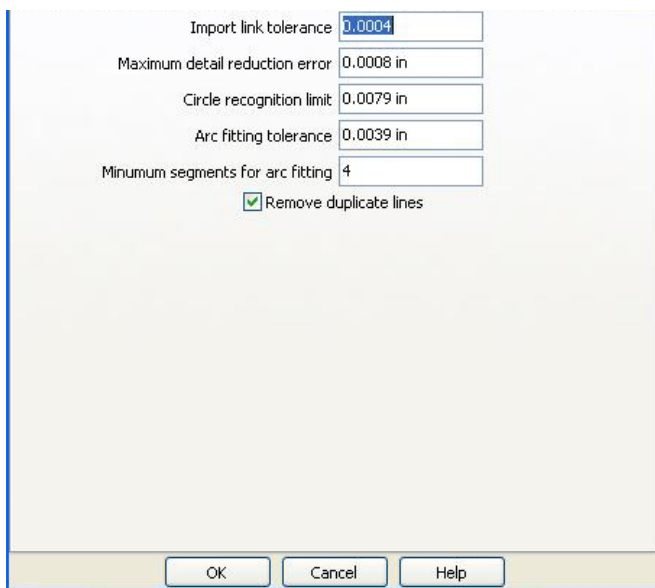 Import link tolerance 0.0004
Maximum detail reduction error 0.0008 in
Circle recognition limit 0.0079 in
Arc fitting tolerance 0.0039 in
Minumum segments for arc fitting 4
Remove duplicate lines
OK Cancel Help